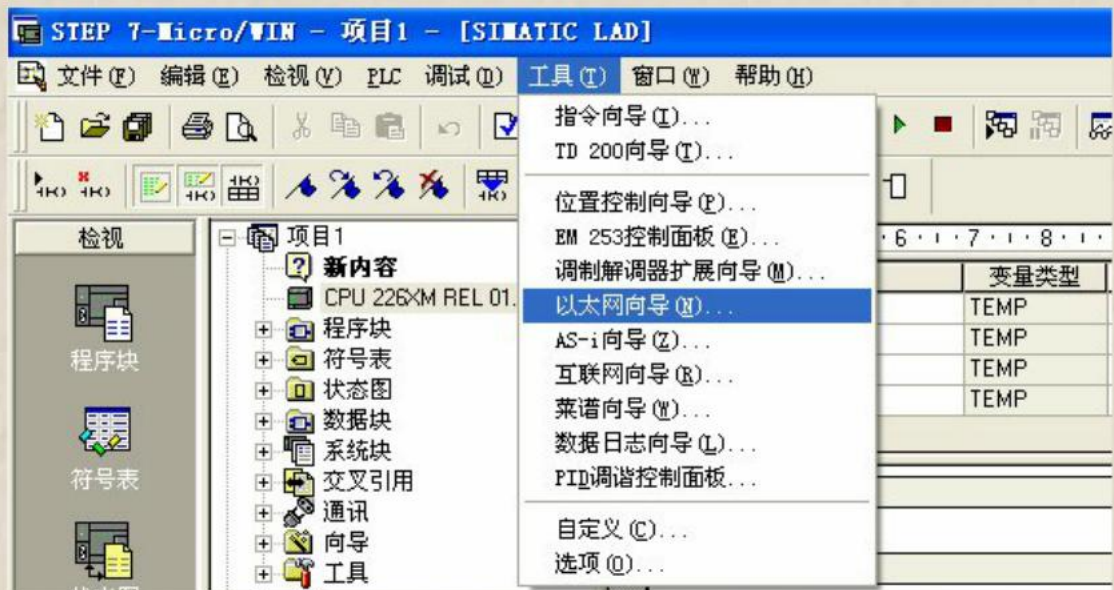 STEP 7-Micro/WIN - 项目1 - [SIMATIC LAD]
文件(F) 编辑(E) 检视(V) PLC 调试(D) 工具(T) 窗口(W) 帮助(H)
指令向导(I)...
TD 200向导(T)...
位置控制向导(P)...
EM 253控制面板(E)...
调制解调器扩展向导(M)...
以太网向导(N)...
AS-i向导(Z)...
互联网向导(R)...
菜谱向导(W)...
数据日志向导(L)...
PID调谐控制面板...
自定义(C)...
选项(O)...
检视
程序块
符号表
项目1
新内容
CPU 226XM REL 01.
程序块
符号表
状态图
数据块
系统块
交叉引用
通讯
向导
工具
·6·ı·7·ı·8·ı·
变量类型
TEMP
TEMP
TEMP
TEMP